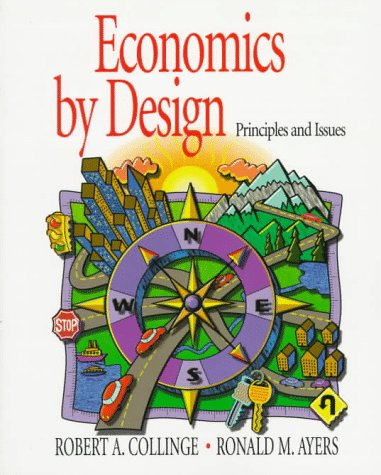 Economics
by Design
Principles and Issues
N
W
E
S
STOP
ROBERT A. COLLINGE • RONALD M. AYERS